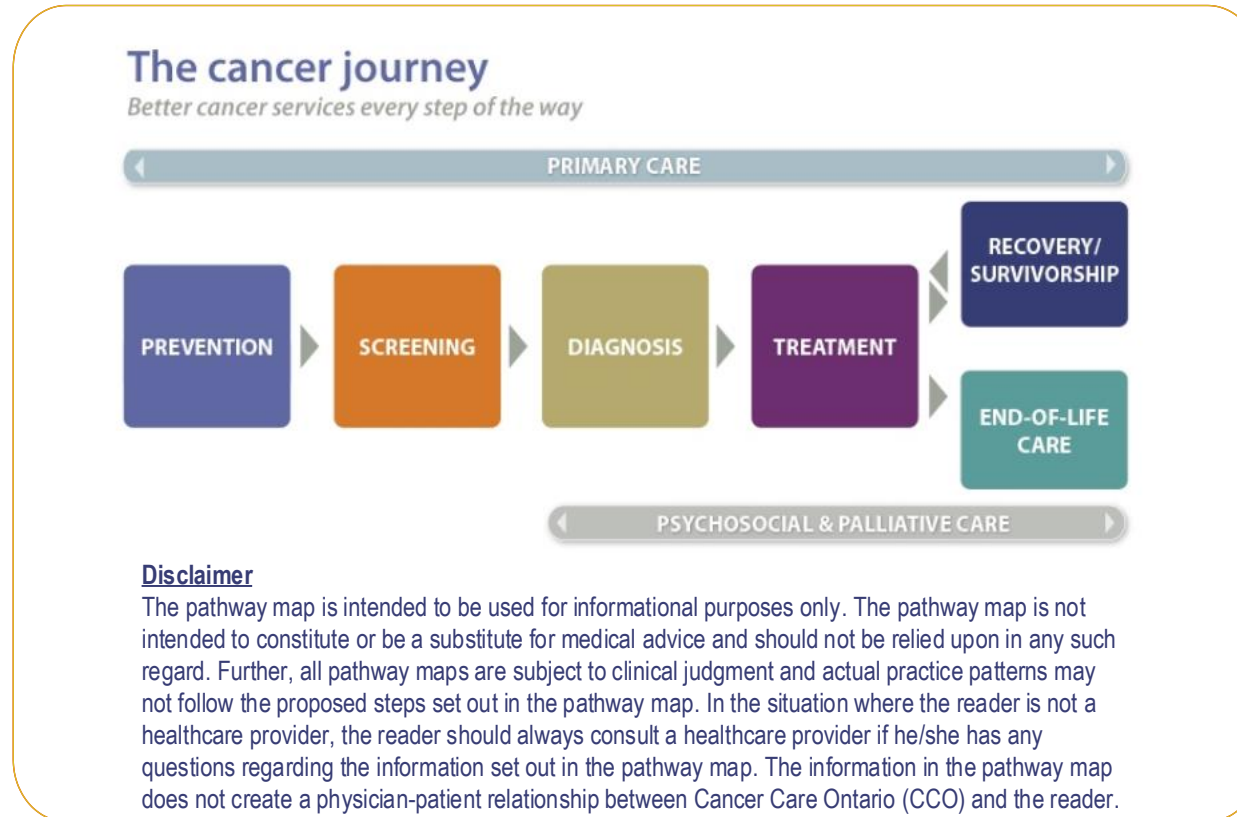 The cancer journey
Better cancer services every step of the way
PRIMARY CARE
PREVENTION
SCREENING
DIAGNOSIS
TREATMENT
RECOVERY/
SURVIVORSHIP
END-OF-LIFE
CARE
PSYCHOSOCIAL & PALLIATIVE CARE
Disclaimer
The pathway map is intended to be used for informational purposes only. The pathway map is not
intended to constitute or be a substitute for medical advice and should not be relied upon in any such
regard. Further, all pathway maps are subject to clinical judgment and actual practice patterns may
not follow the proposed steps set out in the pathway map. In the situation where the reader is not a
healthcare provider, the reader should always consult a healthcare provider if he/she has any
questions regarding the information set out in the pathway map. The information in the pathway map
does not create a physician-patient relationship between Cancer Care Ontario (CCO) and the reader.